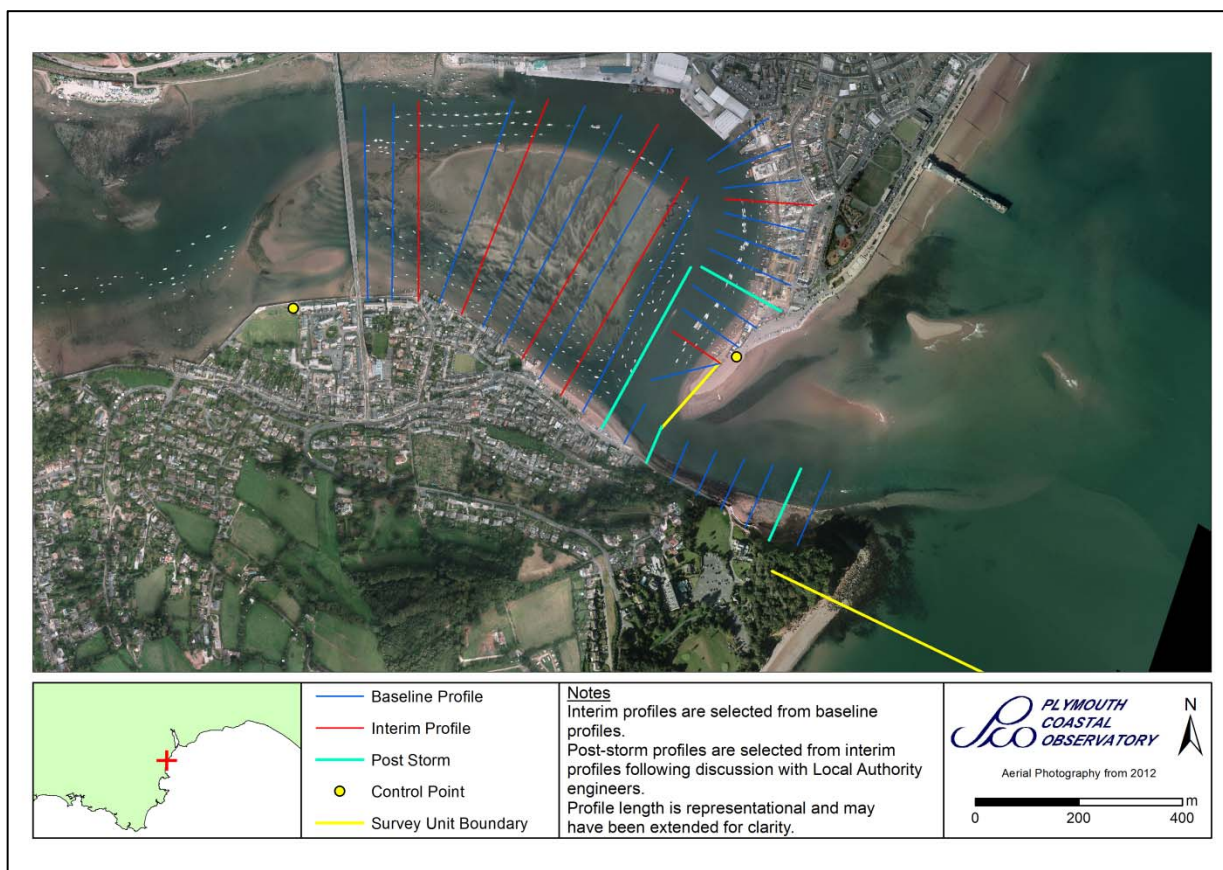 Baseline Profile
Interim Profile
Post Storm
Control Point
Survey Unit Boundary
Notes
Interim profiles are selected from baseline
profiles.
Post-storm profiles are selected from interim
profiles following discussion with Local Authority
engineers.
Profile length is representational and may
have been extended for clarity.
PLYMOUTH
COASTAL
OBSERVATORY
N
Aerial Photography from 2012
m
0 200 400